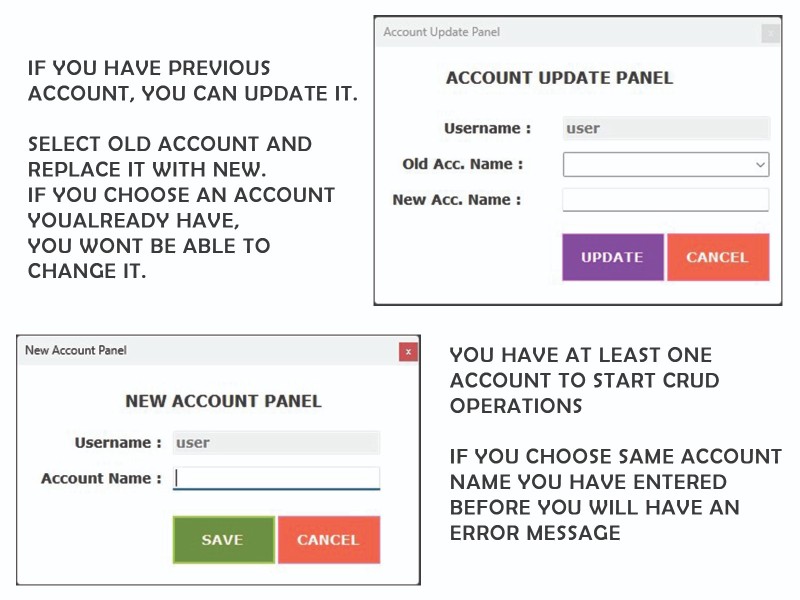 IF YOU HAVE PREVIOUS
ACCOUNT, YOU CAN UPDATE IT.
SELECT OLD ACCOUNT AND
REPLACE IT WITH NEW.
IF YOU CHOOSE AN ACCOUNT
YOUALREADY HAVE,
YOU WONT BE ABLE TO
CHANGE IT.
Account Update Panel
x
ACCOUNT UPDATE PANEL
Username : user
Old Acc. Name :
New Acc. Name :
UPDATE CANCEL
New Account Panel x
NEW ACCOUNT PANEL
Username : user
Account Name :
SAVE CANCEL
YOU HAVE AT LEAST ONE
ACCOUNT TO START CRUD
OPERATIONS
IF YOU CHOOSE SAME ACCOUNT
NAME YOU HAVE ENTERED
BEFORE YOU WILL HAVE AN
ERROR MESSAGE